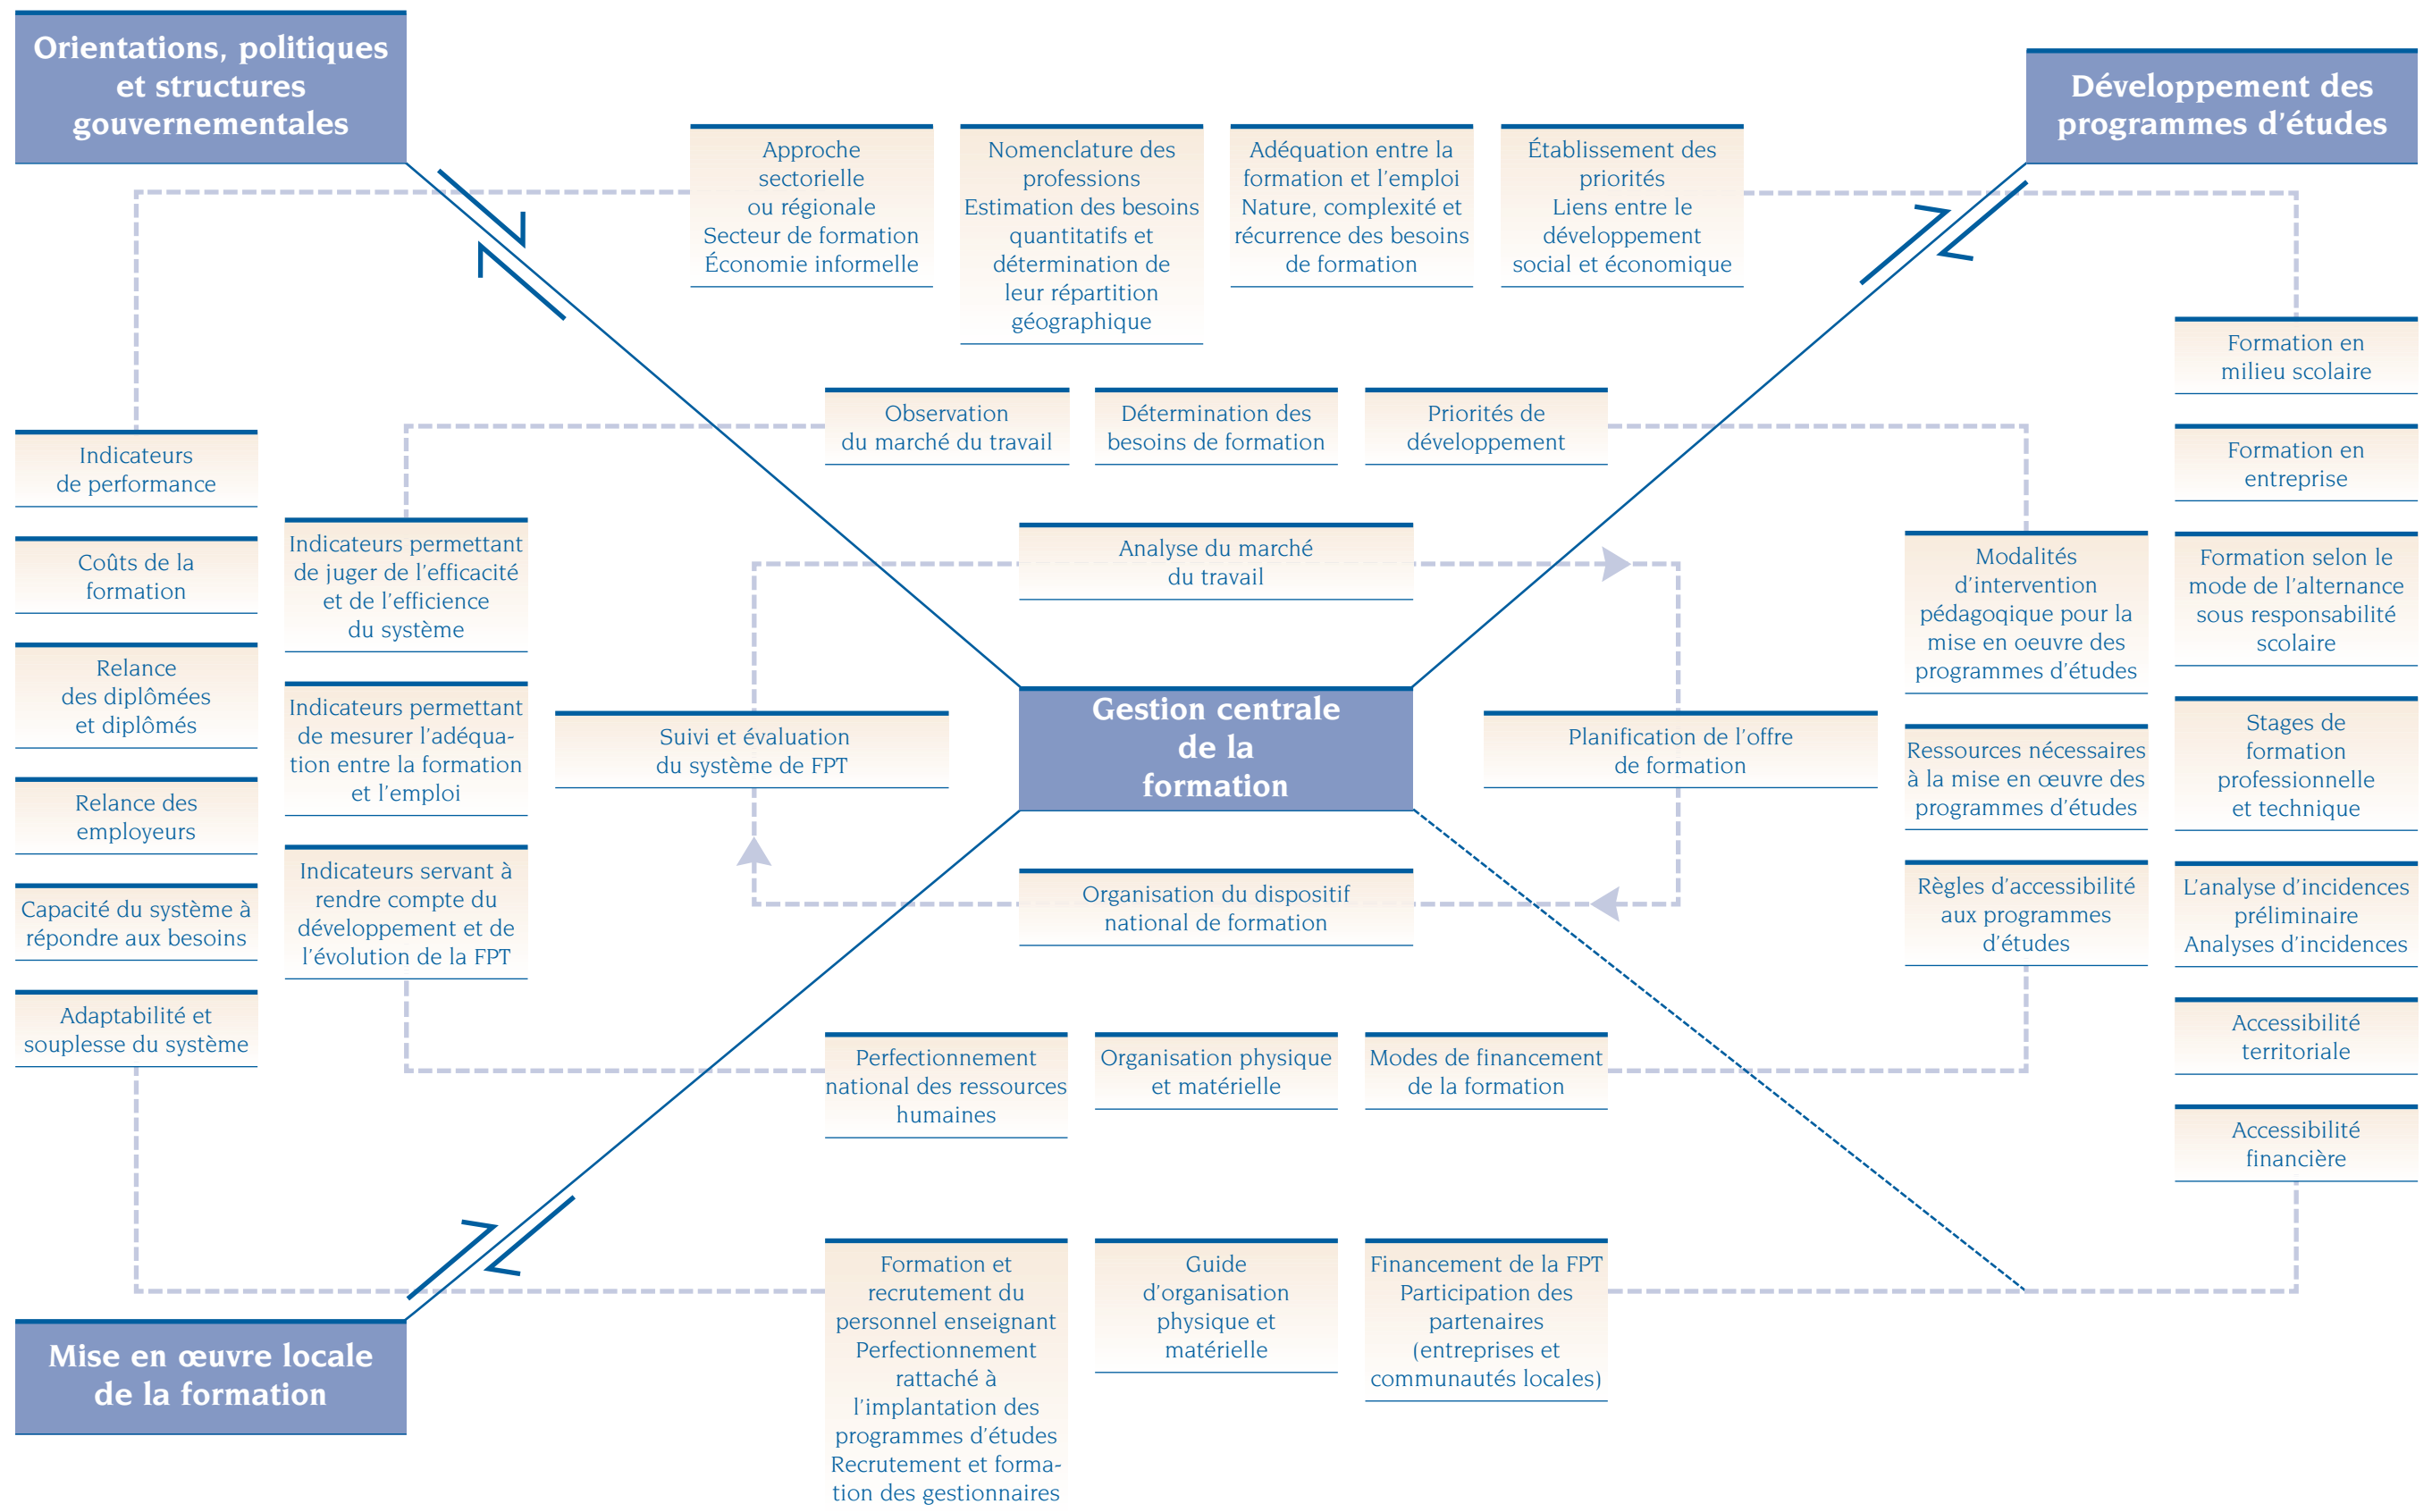 Orientations, politiques
et structures
gouvernementales
Développement des
programmes d'études
Approche
sectorielle
ou régionale
Secteur de formation
Économie informelle
Nomenclature des
professions
Estimation des besoins
quantitatifs et
détermination de
leur répartition
géographique
Adéquation entre la
formation et l'emploi
Nature, complexité et
récurrence des besoins
de formation
Établissement des
priorités
Liens entre le
développement
social et économique
Observation
du marché du travail
Détermination des
besoins de formation
Priorités de
développement
Analyse du marché
du travail
Indicateurs
de performance
Coûts de la
formation
Relance
des diplômées
et diplômés
Relance des
employeurs
Capacité du système à
répondre aux besoins
Adaptabilité et
souplesse du système
Indicateurs permettant
de juger de l'efficacité
et de l'efficience
du système
Indicateurs permettant
de mesurer l'adéqua-
tion entre la formation
et l'emploi
Indicateurs servant à
rendre compte du
développement et de
l'évolution de la FPT
Suivi et évaluation
du système de FPT
Gestion centrale
de la
formation
Planification de l'offre
de formation
Modalités
d'intervention
pédagoqique pour la
mise en oeuvre des
programmes d'études
Ressources nécessaires
à la mise en œuvre des
programmes d'études
Règles d'accessibilité
aux programmes
d'études
Formation en
milieu scolaire
Formation en
entreprise
Formation selon le
mode de l'alternance
sous responsabilité
scolaire
Stages de
formation
professionnelle
et technique
L'analyse d'incidences
préliminaire
Analyses d'incidences
Accessibilité
territoriale
Accessibilité
financière
Organisation du dispositif
national de formation
Perfectionnement
national des ressources
humaines
Organisation physique
et matérielle
Modes de financement
de la formation
Formation et
recrutement du
personnel enseignant
Perfectionnement
rattaché à
l'implantation des
programmes d'études
Recrutement et forma-
tion des gestionnaires
Guide
d'organisation
physique et
matérielle
Financement de la FPT
Participation des
partenaires
(entreprises et
communautés locales)
Mise en œuvre locale
de la formation